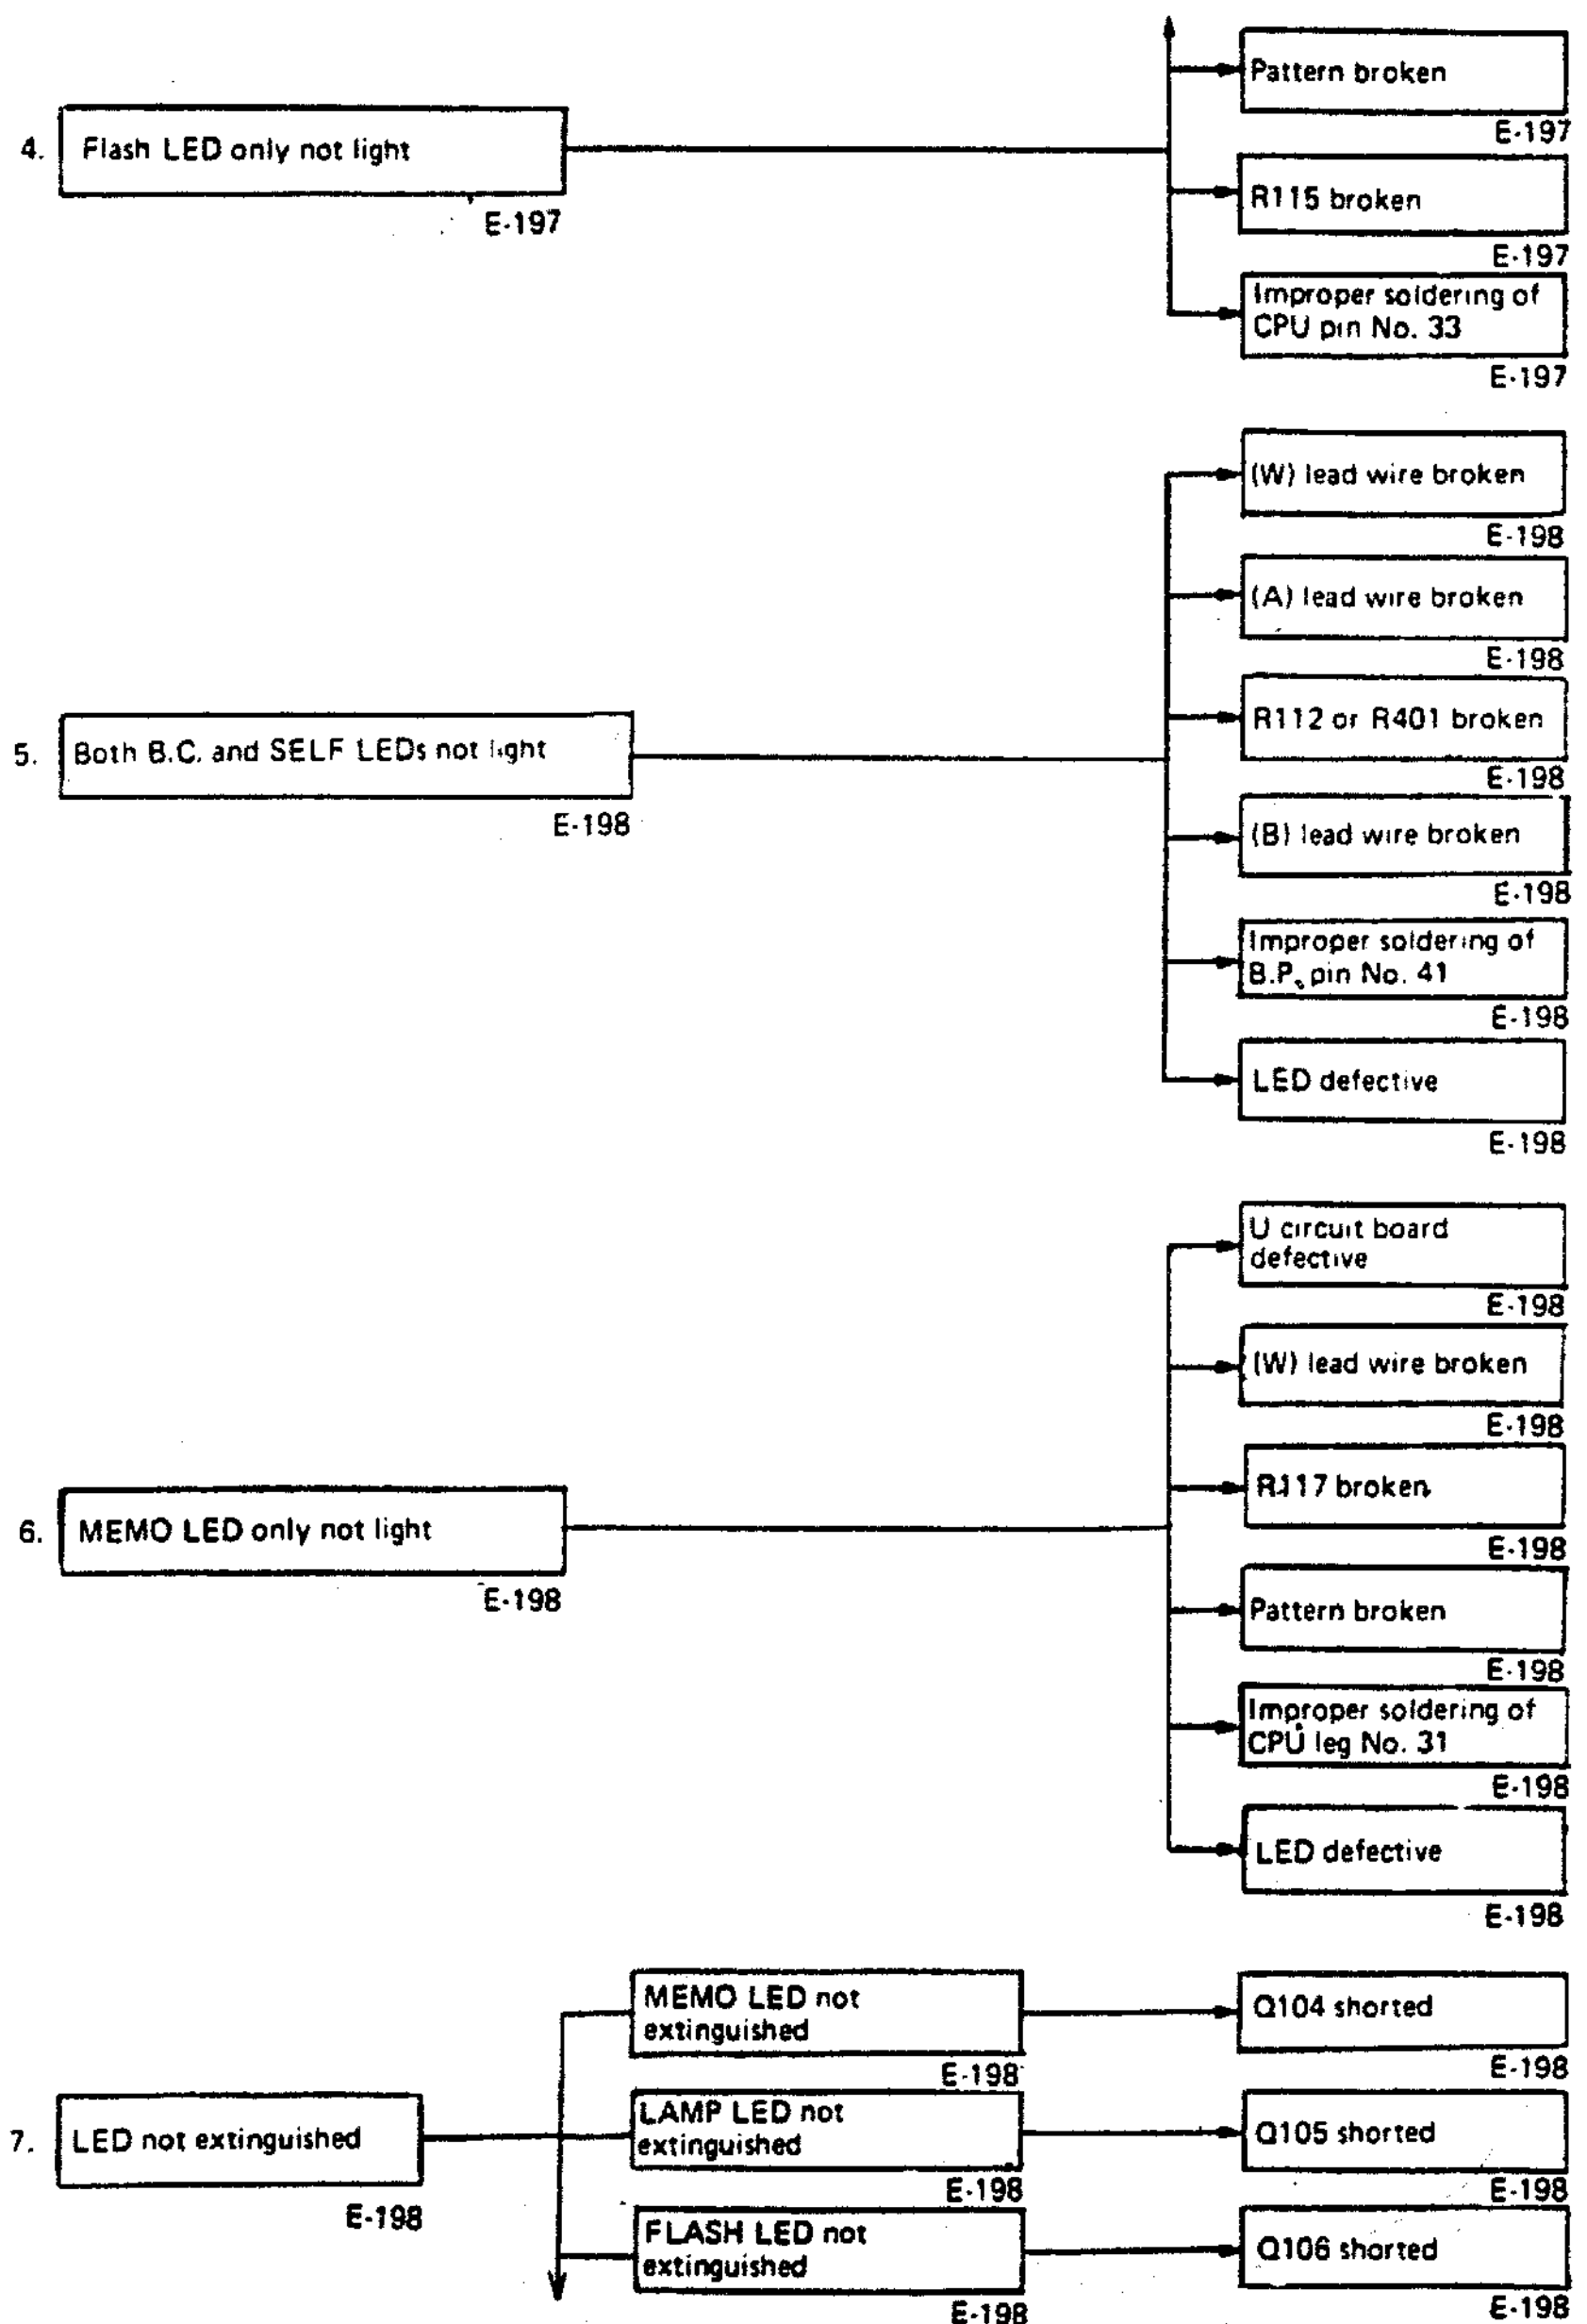 Pattern broken
E-197
4. Flash LED only not light
E-197
R115 broken
E-197
Improper soldering of
CPU pin No. 33
E-197
(W) lead wire broken
E-198
(A) lead wire broken
E-198
R112 or R401 broken
E-198
5. Both B.C. and SELF LEDs not light
E-198
(B) lead wire broken
E-198
Improper soldering of
B.P. pin No. 41
E-198
LED defective
E-198
U circuit board
defective
E-198
(W) lead wire broken
E-198
R117 broken
E-198
6. MEMO LED only not light
E-198
Pattern broken
E-198
Improper soldering of
CPU leg No. 31
E-198
LED defective
E-198
7. LED not extinguished
E-198
MEMO LED not
extinguished
E-198
Q104 shorted
E-198
LAMP LED not
extinguished
E-198
Q105 shorted
E-198
FLASH LED not
extinguished
E-198
Q106 shorted
E-198